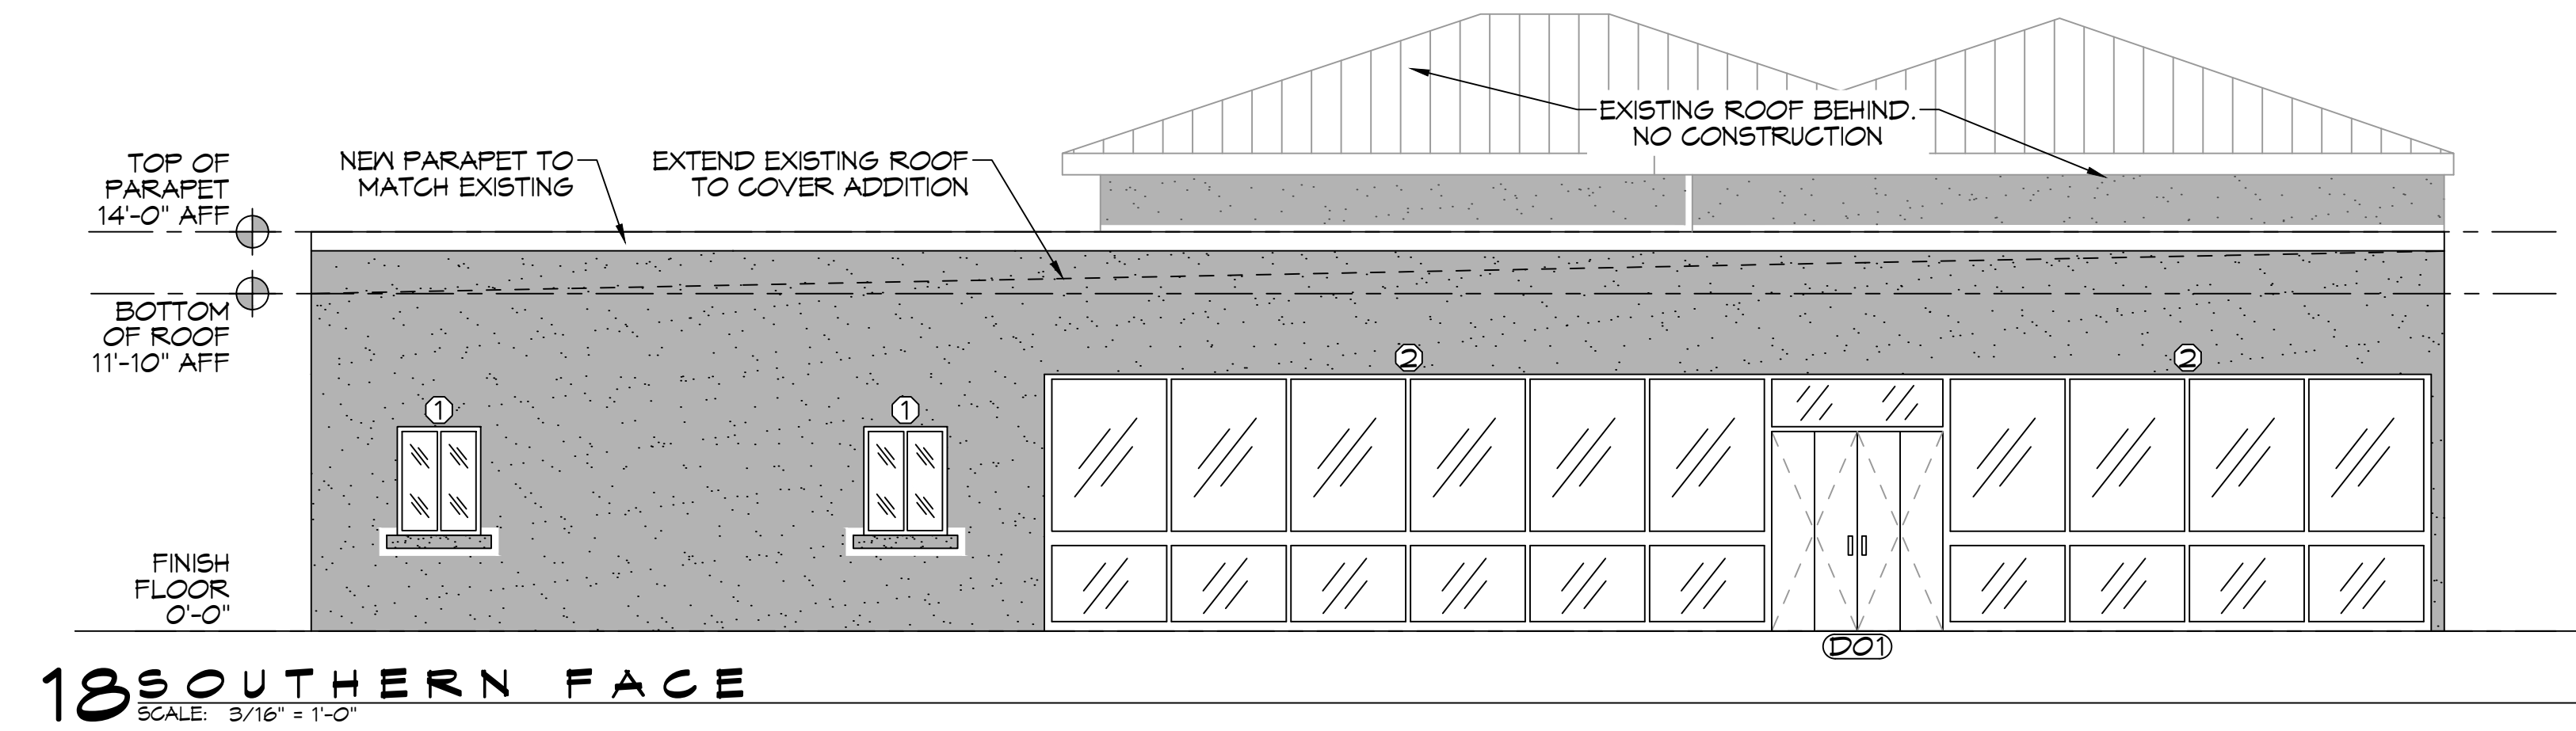 EXISTING ROOF BEHIND.
NO CONSTRUCTION
TOP OF
PARAPET
14'-0" AFF
NEW PARAPET TO
MATCH EXISTING
EXTEND EXISTING ROOF
TO COVER ADDITION
BOTTOM
OF ROOF
11'-10" AFF
2
2
1
1
FINISH
FLOOR
0'-0"
D01
18 SOUTHERN FACE
SCALE: 3/16" = 1'-0"